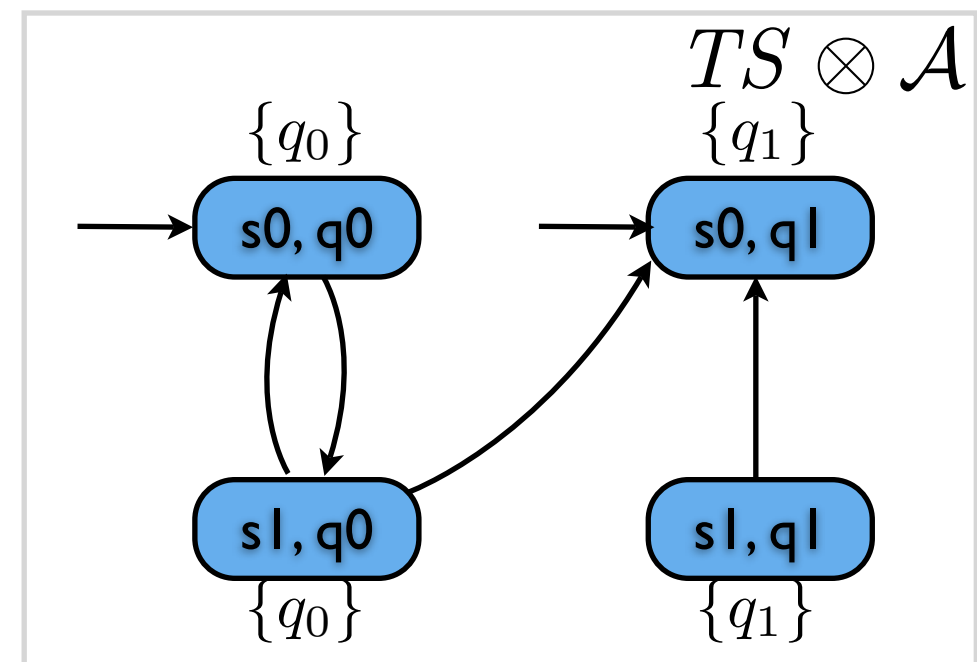 TS ⊗ 𝒜
{q₀} {q₁}
s0, q0 s0, q1
s1, q0 s1, q1
{q₀} {q₁}